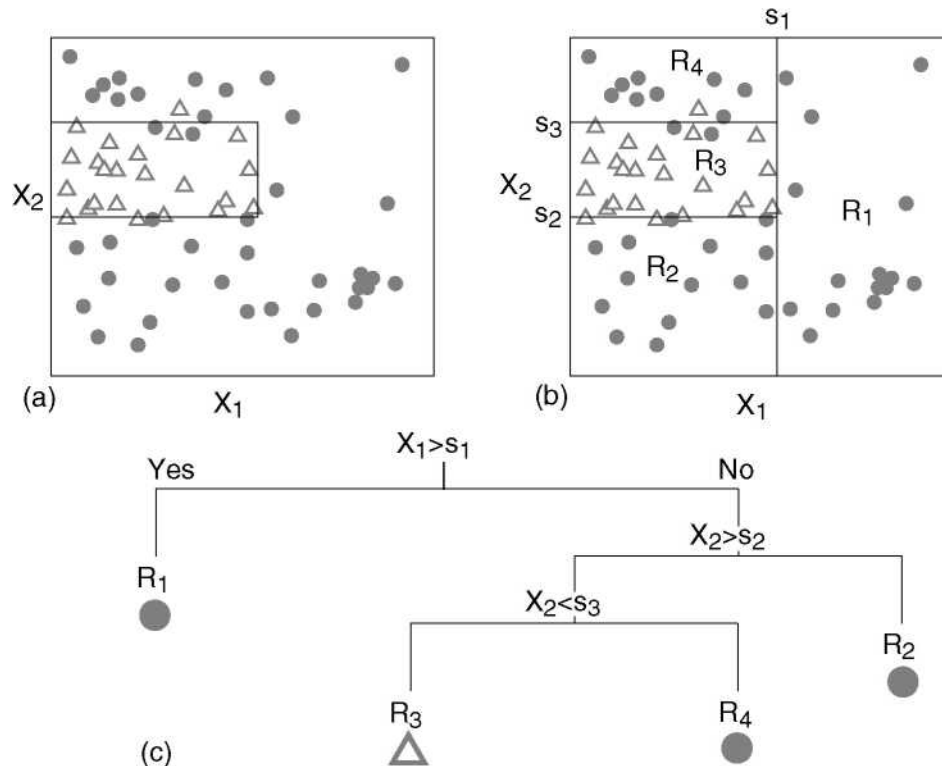 X₂
(a)
X₁
s₁
R₄
s₃
R₃
X₂
s₂
R₁
R₂
(b)
X₁
X₁>s₁
Yes
No
X₂>s₂
R₁
X₂<s₃
R₂
R₃
R₄
(c)